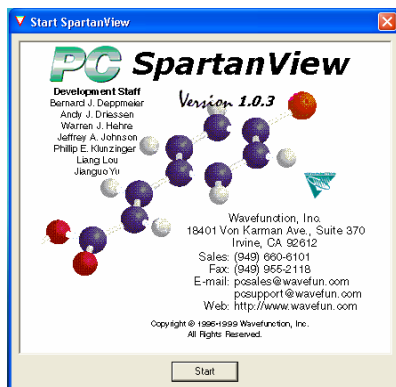 Start SpartanView
PC SpartanView
Development Staff
Bernard J. Deppmeier
Andy J. Driessen
Warren J. Hehre
Jeffrey A. Johnson
Phillip E. Klunzinger
Liang Lou
Jianguo Yu
Version 1.0.3
Wavefunction, Inc.
18401 Von Karman Ave., Suite 370
Irvine, CA 92612
Sales: (949) 660-6101
Fax: (949) 955-2118
E-mail: pcsales@wavefun.com
pcsupport@wavefun.com
Web: http://www.wavefun.com
Copyright © 1996-1999 Wavefunction, Inc.
All Rights Reserved.
Start